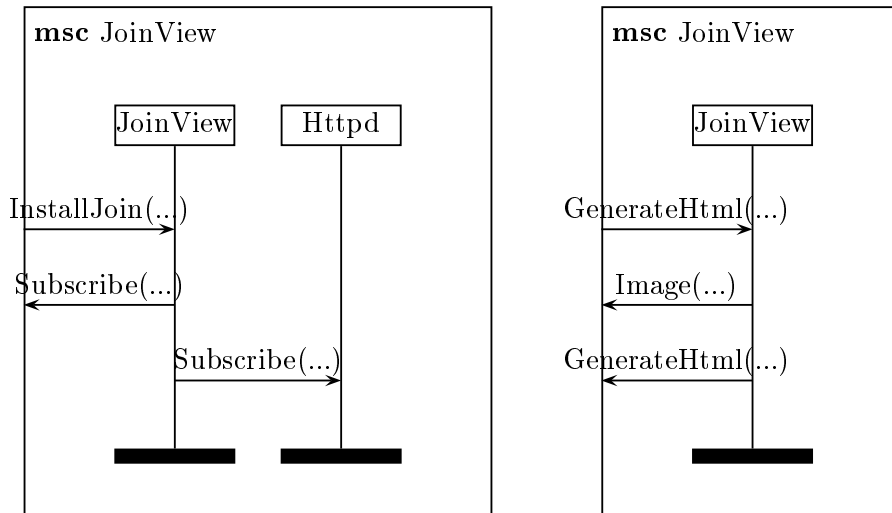 msc JoinView
JoinView
Httpd
InstallJoin(...)
Subscribe(...)
Subscribe(...)
msc JoinView
JoinView
GenerateHtml(...)
Image(...)
GenerateHtml(...)